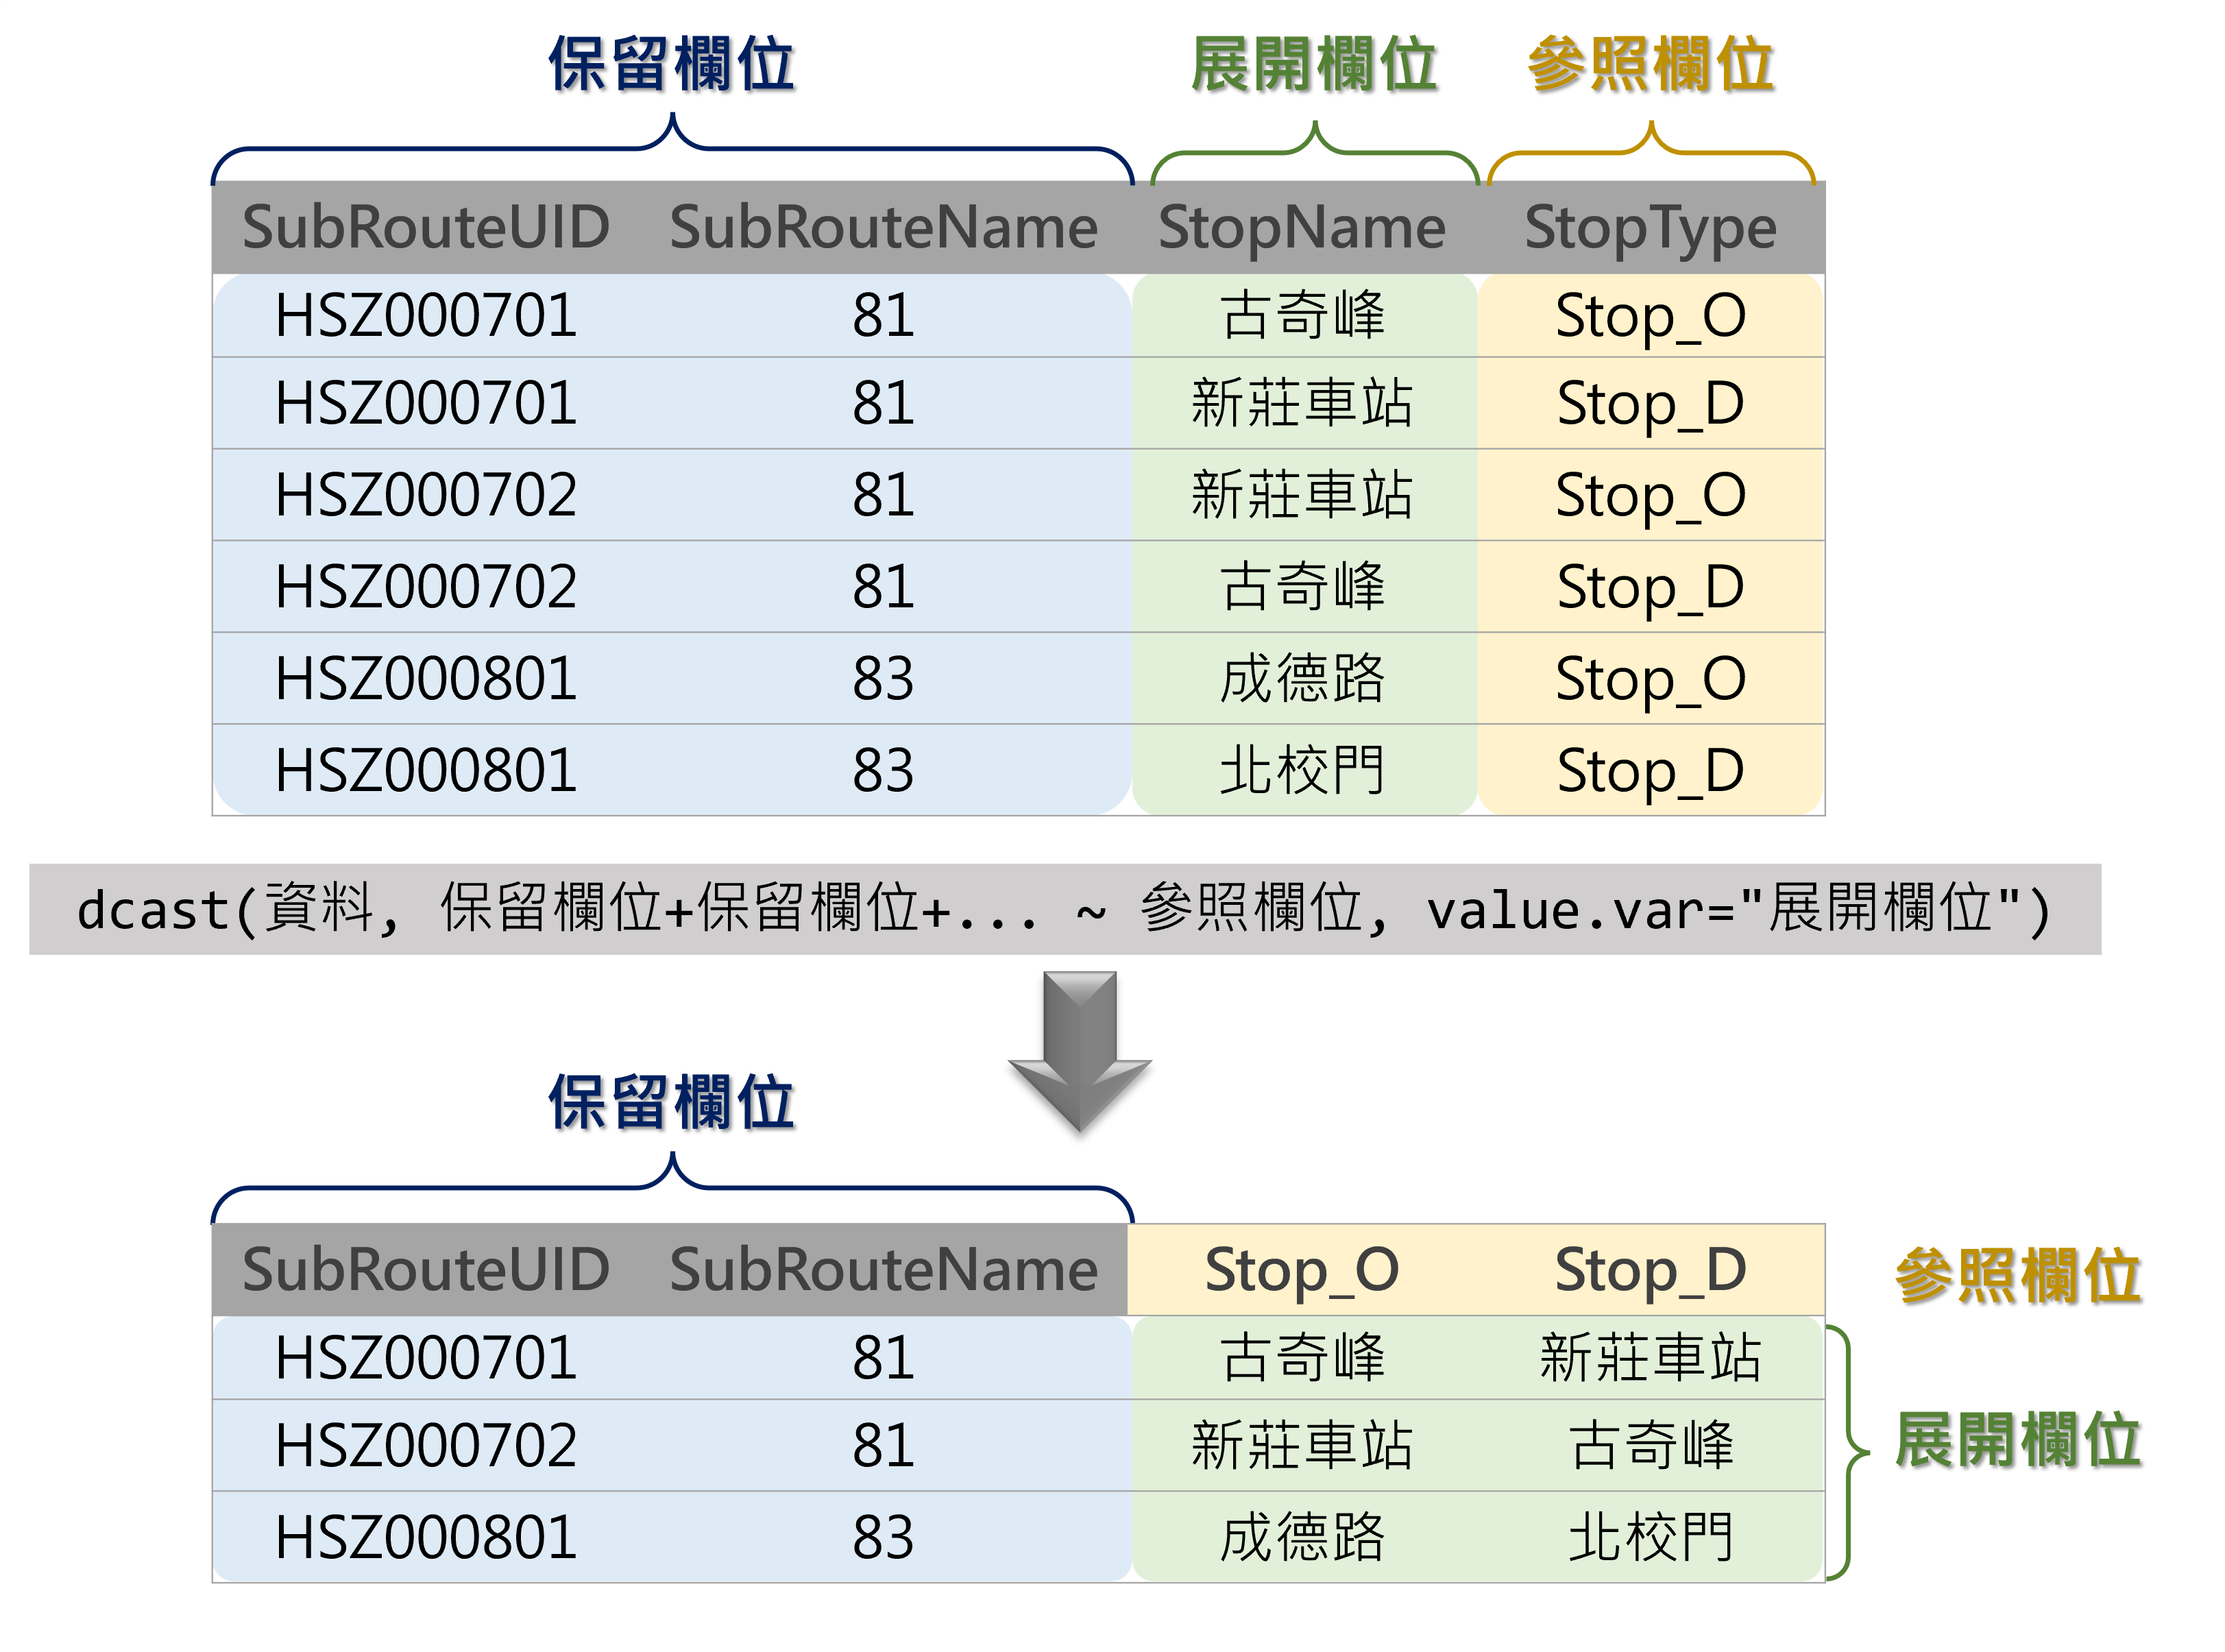 保留欄位 展開欄位 參照欄位
SubRouteUID SubRouteName StopName StopType
HSZ000701 81 古奇峰 Stop_O
HSZ000701 81 新莊車站 Stop_D
HSZ000702 81 新莊車站 Stop_O
HSZ000702 81 古奇峰 Stop_D
HSZ000801 83 成德路 Stop_O
HSZ000801 83 北校門 Stop_D
dcast(資料, 保留欄位+保留欄位+... ~ 參照欄位, value.var="展開欄位")
保留欄位
SubRouteUID SubRouteName Stop_O Stop_D 參照欄位
HSZ000701 81 古奇峰 新莊車站
HSZ000702 81 新莊車站 古奇峰 展開欄位
HSZ000801 83 成德路 北校門